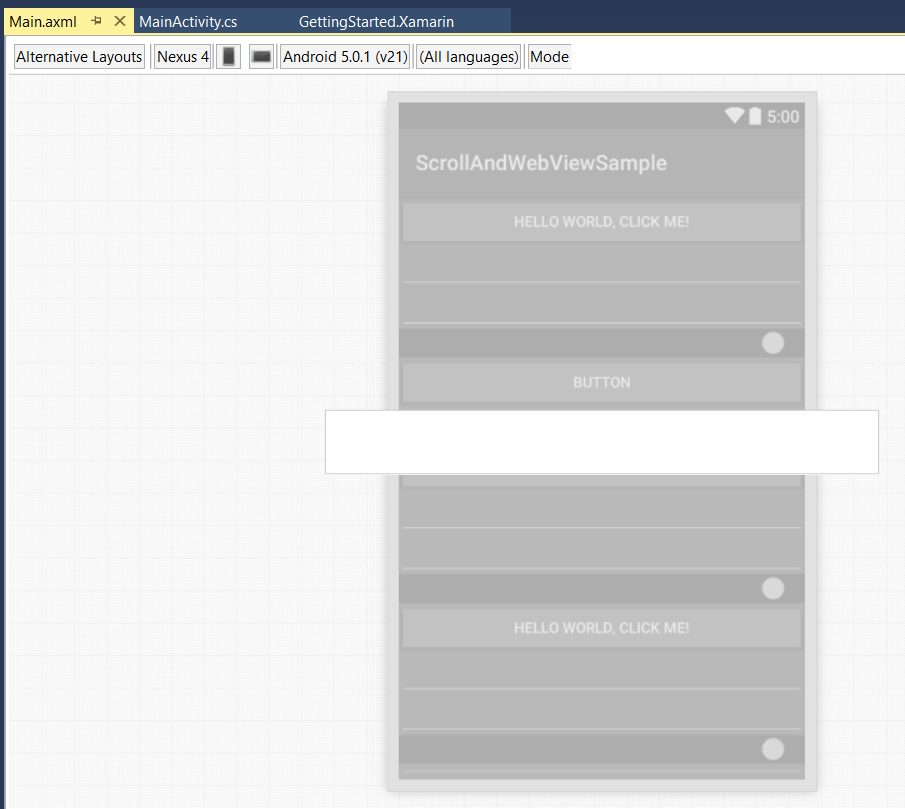 Main.axml MainActivity.cs GettingStarted.Xamarin
Alternative Layouts Nexus 4 Android 5.0.1 (v21) (All languages) Mode
5:00
ScrollAndWebViewSample
HELLO WORLD, CLICK ME!
BUTTON
HELLO WORLD, CLICK ME!